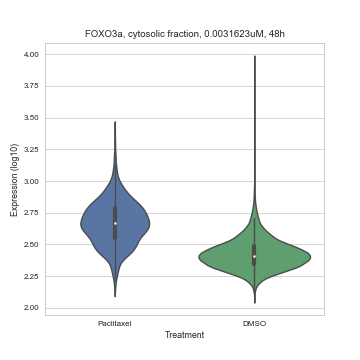 FOXO3a, cytosolic fraction, 0.0031623uM, 48h
4.00
3.75
3.50
3.25
3.00
2.75
2.50
2.25
2.00
Expression (log10)
Paclitaxel DMSO
Treatment